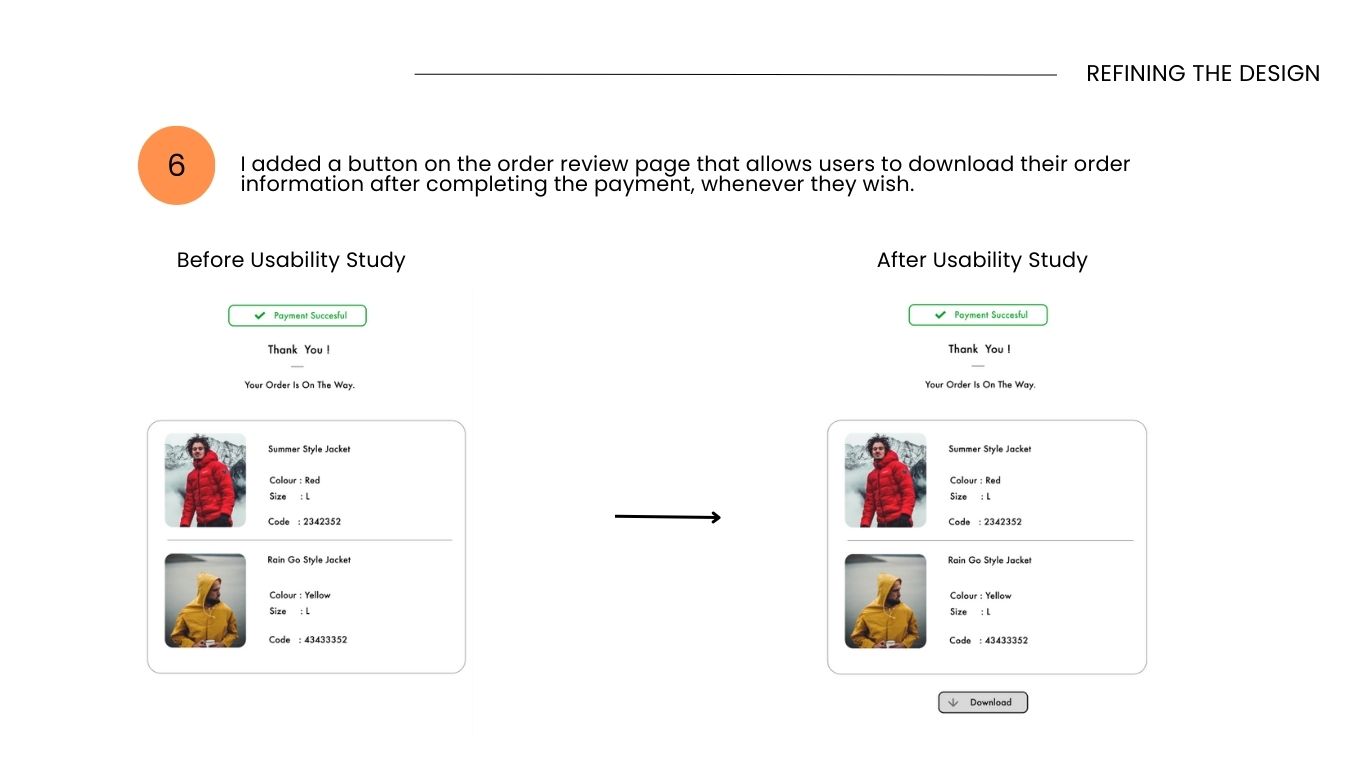 REFINING THE DESIGN
6
I added a button on the order review page that allows users to download their order
information after completing the payment, whenever they wish.
Before Usability Study
Payment Succesful
Thank You !
Your Order Is On The Way.
Summer Style Jacket
Colour : Red
Size : L
Code : 2342352
Rain Go Style Jacket
Colour : Yellow
Size : L
Code : 43433352
After Usability Study
Payment Succesful
Thank You !
Your Order Is On The Way.
Summer Style Jacket
Colour : Red
Size : L
Code : 2342352
Rain Go Style Jacket
Colour : Yellow
Size : L
Code : 43433352
Download